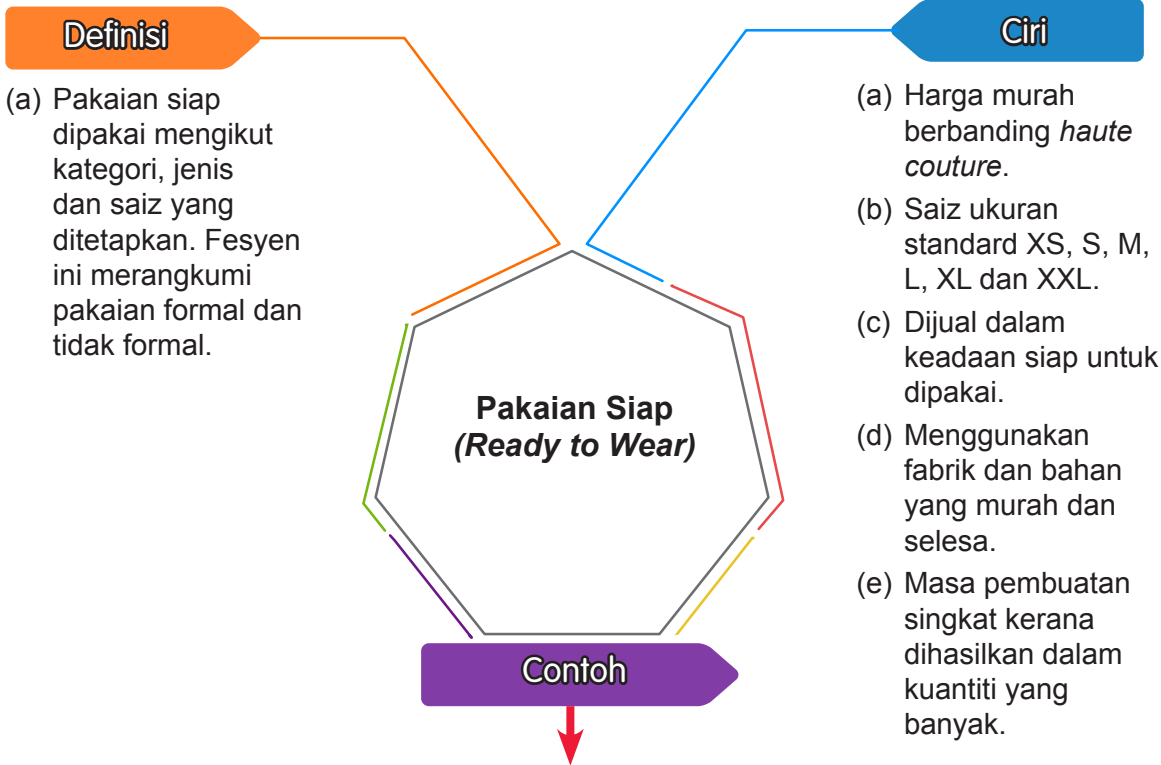 Definisi
(a) Pakaian siap
dipakai mengikut
kategori, jenis
dan saiz yang
ditetapkan. Fesyen
ini merangkumi
pakaian formal dan
tidak formal.
Ciri
(a) Harga murah
berbanding haute
couture.
(b) Saiz ukuran
standard XS, S, M,
L, XL dan XXL.
(c) Dijual dalam
keadaan siap untuk
dipakai.
(d) Menggunakan
fabrik dan bahan
yang murah dan
selesa.
(e) Masa pembuatan
singkat kerana
dihasilkan dalam
kuantiti yang
banyak.
Pakaian Siap
(Ready to Wear)
Contoh